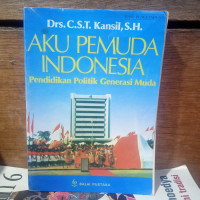 Drs. C.S.T. Kansil, S.H.
AKU PEMUDA
INDONESIA
Pendidikan Politik Generasi Muda
BALAI PUSTAKA